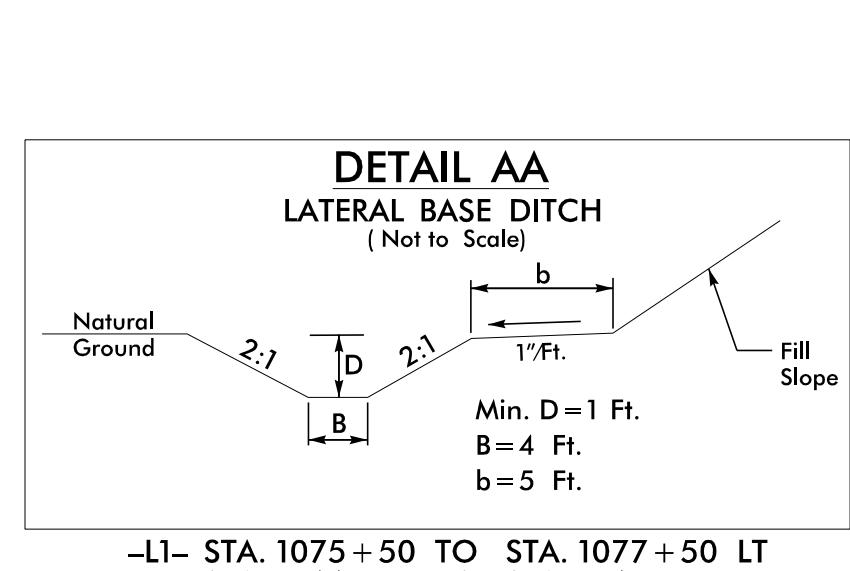 DETAIL AA
LATERAL BASE DITCH
( Not to Scale)
b
Natural
Ground
2:1
D
2:1
1"/Ft.
Fill
Slope
B
Min. D=1 Ft.
B=4 Ft.
b=5 Ft.
-L1- STA. 1075+50 TO STA. 1077+50 LT